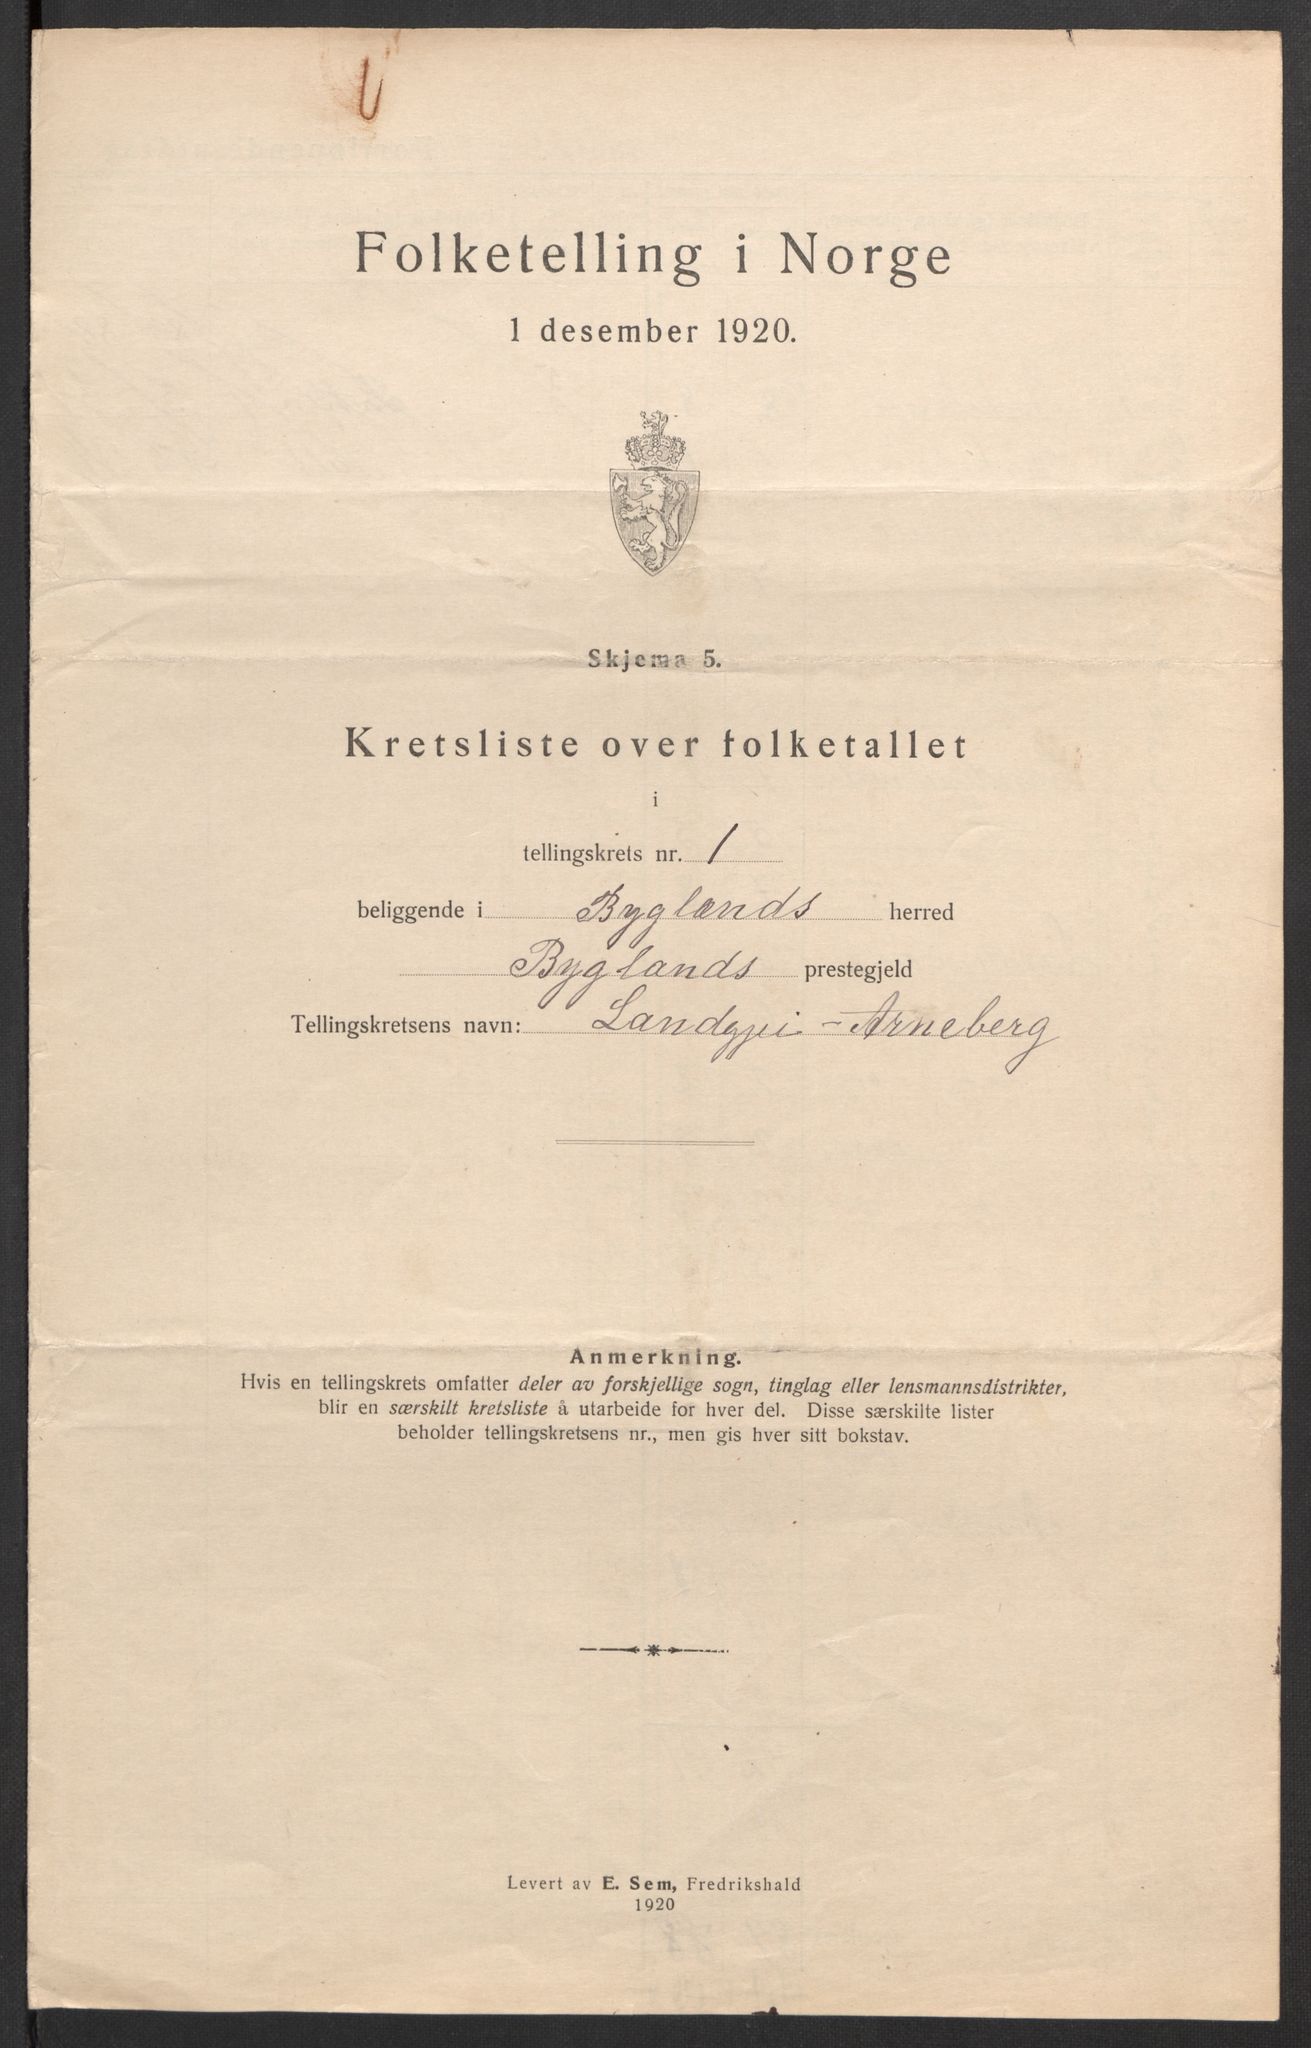 Folketelling i Norge
1 desember 1920.
Skjema 5.
Kretsliste over folketallet
i
tellingskrets nr. 1
beliggende i Byglands herred
Byglands prestegjeld
Tellingskretsens navn: Landgjei - Arneberg
Anmerkning.
Hvis en tellingskrets omfatter deler av forskjellige sogn, tinglag eller lensmannsdistrikter,
blir en særskilt kretsliste å utarbeide for hver del. Disse særskilte lister
beholder tellingskretsens nr., men gis hver sitt bokstav.
Levert av E. Sem, Fredrikshald
1920